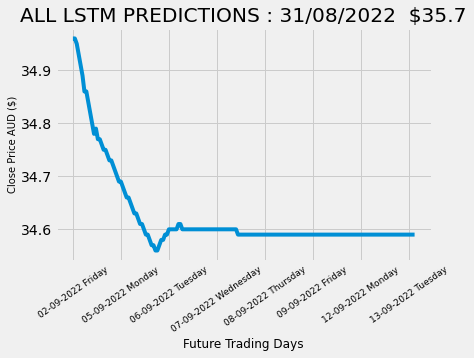 ALL LSTM PREDICTIONS : 31/08/2022  $35.7
Close Price AUD ($)
34.9
34.8
34.7
34.6
02-09-2022 Friday
05-09-2022 Monday
06-09-2022 Tuesday
07-09-2022 Wednesday
08-09-2022 Thursday
09-09-2022 Friday
12-09-2022 Monday
13-09-2022 Tuesday
Future Trading Days